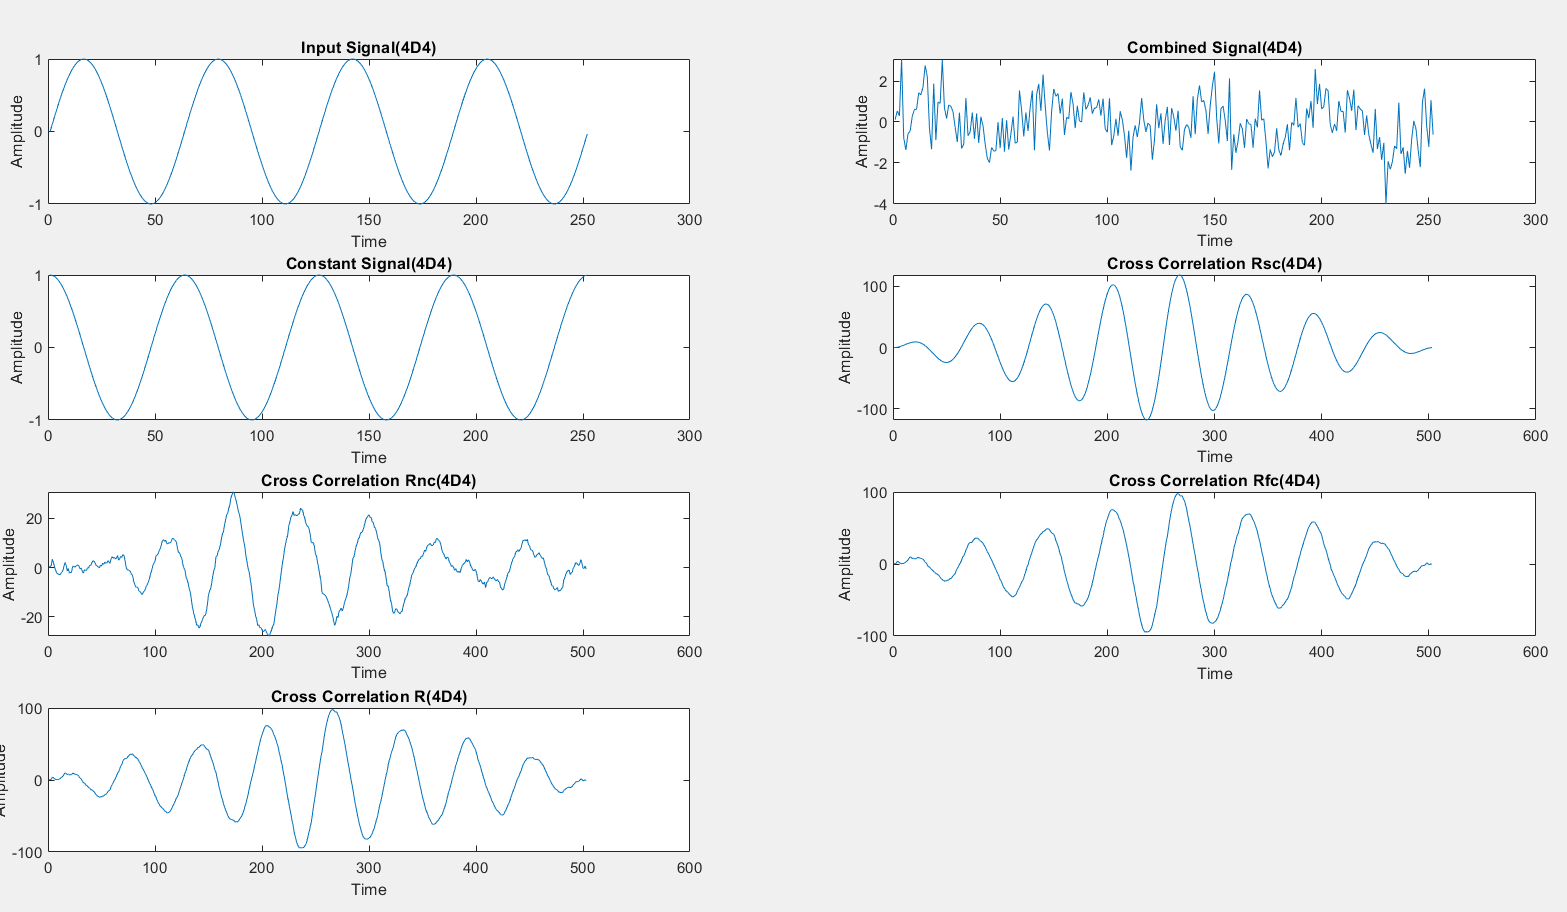 Input Signal(4D4)
Amplitude
1
0
-1
0 50 100 150 200 250 300
Time
Combined Signal(4D4)
Amplitude
2
0
-2
-4
0 50 100 150 200 250 300
Time
Constant Signal(4D4)
Amplitude
1
0
-1
0 50 100 150 200 250 300
Time
Cross Correlation Rsc(4D4)
Amplitude
100
0
-100
0 100 200 300 400 500 600
Time
Cross Correlation Rnc(4D4)
Amplitude
20
0
-20
0 100 200 300 400 500 600
Time
Cross Correlation Rfc(4D4)
Amplitude
100
0
-100
0 100 200 300 400 500 600
Time
Cross Correlation R(4D4)
Amplitude
100
0
-100
0 100 200 300 400 500 600
Time